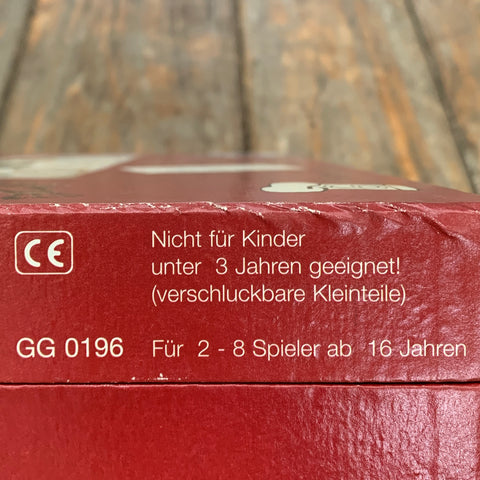 CE
Nicht für Kinder
unter 3 Jahren geeignet!
(verschluckbare Kleinteile)
GG 0196 Für 2 - 8 Spieler ab 16 Jahren